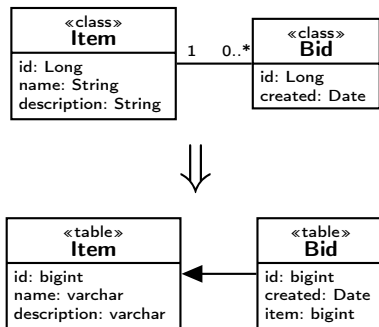 «class»
Item
id: Long
name: String
description: String
1
0..*
«class»
Bid
id: Long
created: Date
«table»
Item
id: bigint
name: varchar
description: varchar
«table»
Bid
id: bigint
created: Date
item: bigint